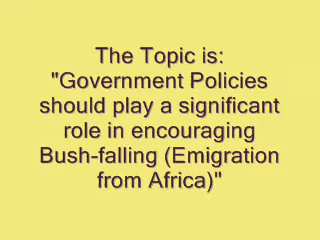 The Topic is:
"Government Policies
should play a significant
role in encouraging
Bush-falling (Emigration
from Africa)"